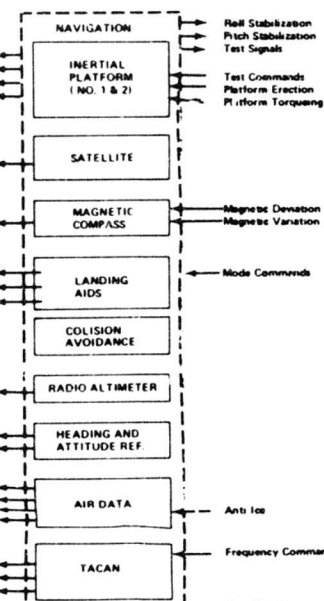 NAVIGATION
INERTIAL
PLATFORM
(NO. 1 & 2)
SATELLITE
MAGNETIC
COMPASS
LANDING
AIDS
COLISION
AVOIDANCE
RADIO ALTIMETER
HEADING AND
ATTITUDE REF.
AIR DATA
TACAN
Roll Stabilization
Pitch Stabilization
Test Signals
Test Commands
Platform Erection
Platform Torqueing
Magnetic Deviation
Magnetic Variation
Mode Commands
Anti Ice
Frequency Comman